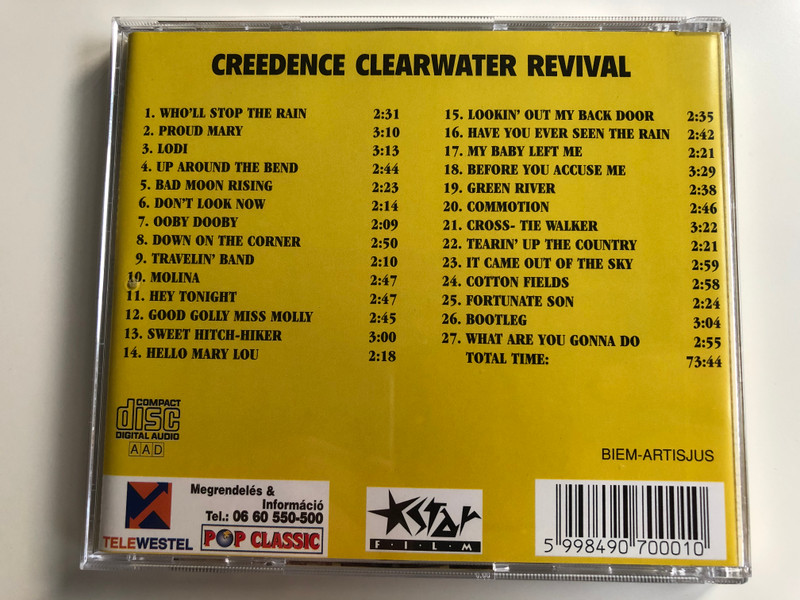 CREEDENCE CLEARWATER REVIVAL
1. WHO'LL STOP THE RAIN 2:31
2. PROUD MARY 3:10
3. LODI 3:13
4. UP AROUND THE BEND 2:44
5. BAD MOON RISING 2:23
6. DON'T LOOK NOW 2:14
7. OOBY DOOBY 2:09
8. DOWN ON THE CORNER 2:50
9. TRAVELIN' BAND 2:10
10. MOLINA 2:47
11. HEY TONIGHT 2:47
12. GOOD GOLLY MISS MOLLY 2:45
13. SWEET HITCH-HIKER 3:00
14. HELLO MARY LOU 2:18
15. LOOKIN' OUT MY BACK DOOR 2:35
16. HAVE YOU EVER SEEN THE RAIN 2:42
17. MY BABY LEFT ME 2:21
18. BEFORE YOU ACCUSE ME 3:29
19. GREEN RIVER 2:38
20. COMMOTION 2:46
21. CROSS- TIE WALKER 3:22
22. TEARIN' UP THE COUNTRY 2:21
23. IT CAME OUT OF THE SKY 2:59
24. COTTON FIELDS 2:58
25. FORTUNATE SON 2:24
26. BOOTLEG 3:04
27. WHAT ARE YOU GONNA DO 2:55
TOTAL TIME: 73:44
COMPACT
disc
DIGITAL AUDIO
AAD
BIEM-ARTISJUS
TELEWESTEL
Megrendelés &
Információ
Tel.: 06 60 550-500
POP CLASSIC
Star
FILM
5 998490 700010